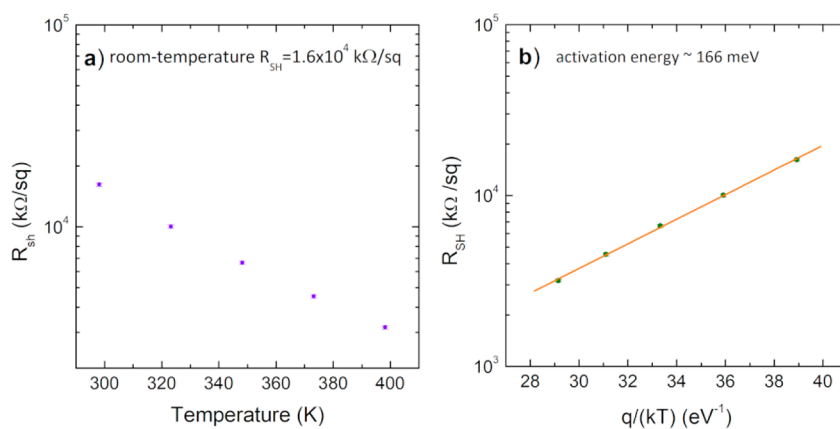 a) room-temperature R_SH=1.6x10^4 kΩ/sq
10^5
10^4
R_sh (kΩ/sq)
300 320 340 360 380 400
Temperature (K)
b) activation energy ~ 166 meV
10^5
10^4
10^3
R_SH (kΩ /sq)
28 30 32 34 36 38 40
q/(kT) (eV^-1)